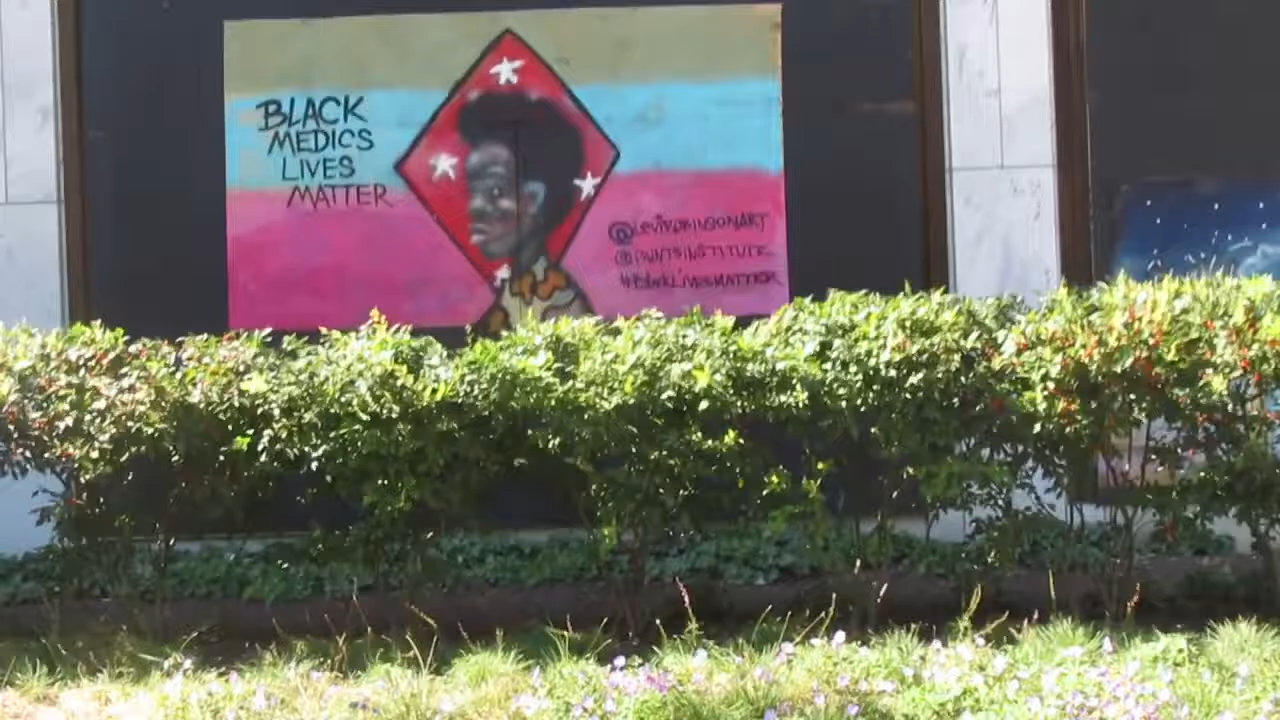 BLACK
MEDICS
LIVES
MATTER
@LEVIROBINSONART
#BlackLivesMATTER